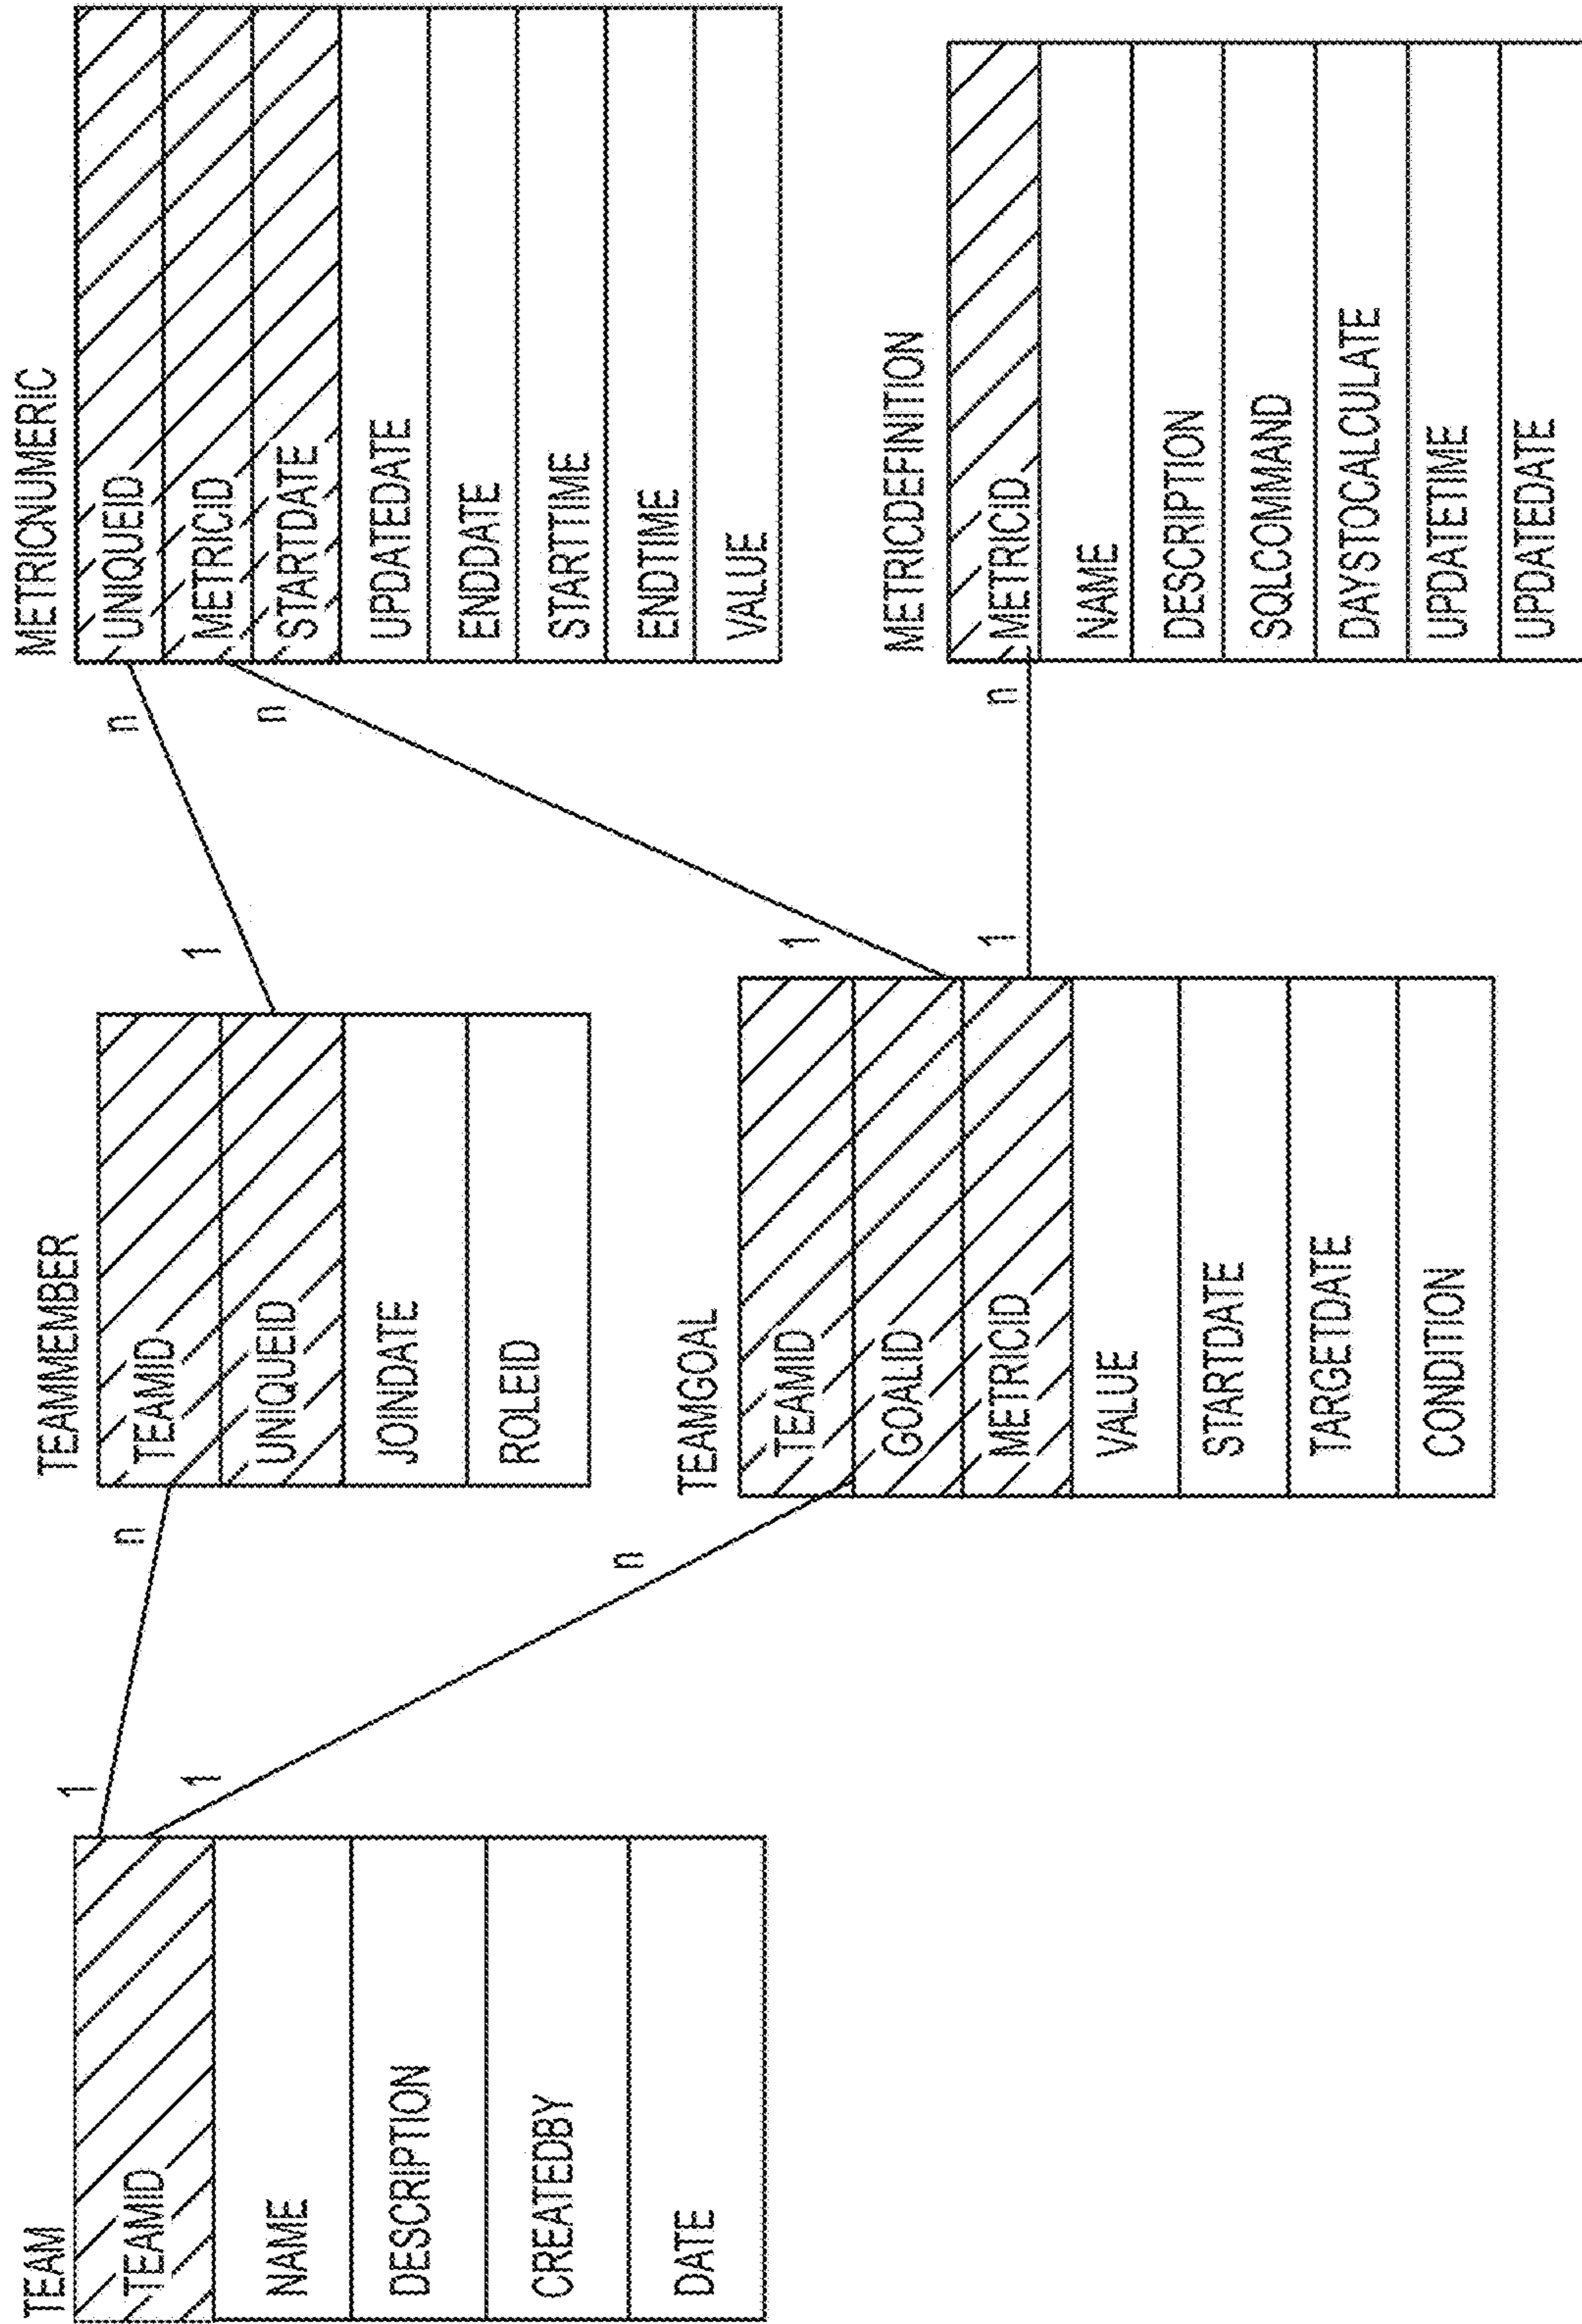 TEAM
TEAMID
NAME
DESCRIPTION
CREATEDBY
DATE
1
n
1
n
TEAMMEMBER
TEAMID
UNIQUEID
JOINDATE
ROLEID
TEAMGOAL
TEAMID
GOALID
METRICID
VALUE
STARTDATE
TARGETDATE
CONDITION
1
n
1
n
1
n
METRICNUMERIC
UNIQUEID
METRICID
STARTDATE
UPDATEDATE
ENDDATE
STARTTIME
ENDTIME
VALUE
METRICDEFINITION
METRICID
NAME
DESCRIPTION
SQLCOMMAND
DAYSTOCALCULATE
UPDATETIME
UPDATEDATE